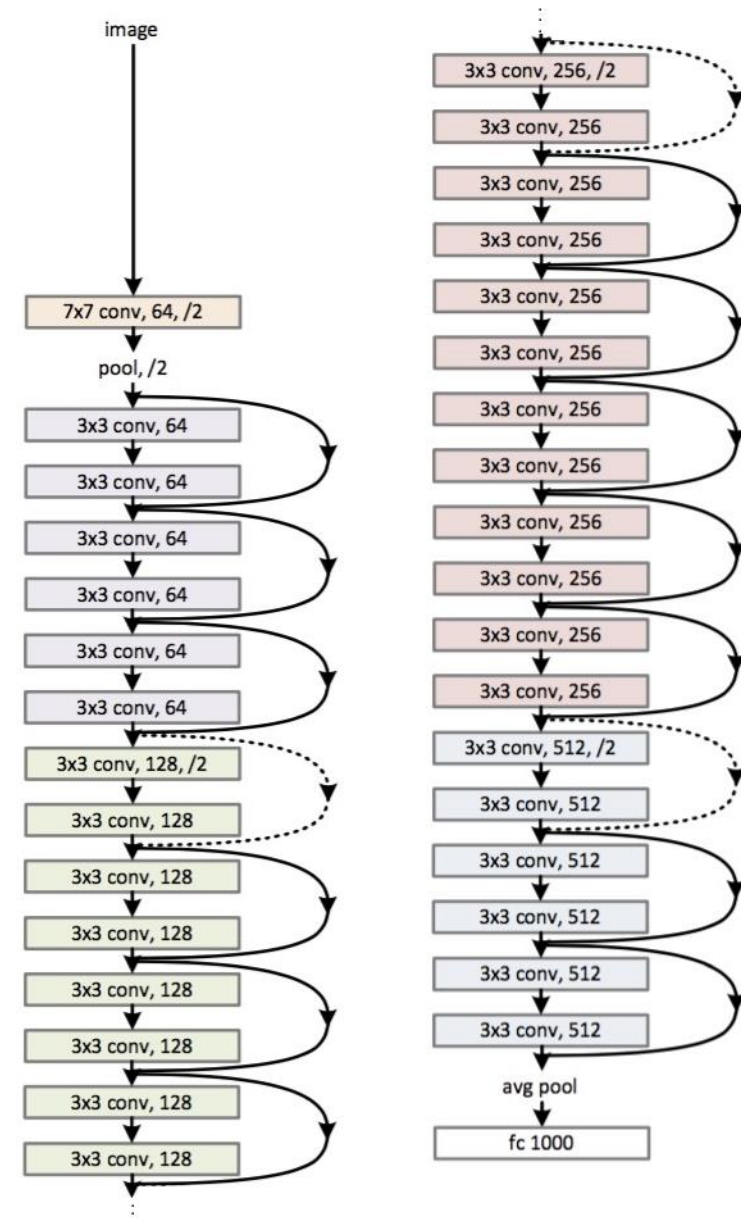 image
7x7 conv, 64, /2
pool, /2
3x3 conv, 64
3x3 conv, 64
3x3 conv, 64
3x3 conv, 64
3x3 conv, 64
3x3 conv, 64
3x3 conv, 128, /2
3x3 conv, 128
3x3 conv, 128
3x3 conv, 128
3x3 conv, 128
3x3 conv, 128
3x3 conv, 128
3x3 conv, 128
3x3 conv, 256, /2
3x3 conv, 256
3x3 conv, 256
3x3 conv, 256
3x3 conv, 256
3x3 conv, 256
3x3 conv, 256
3x3 conv, 256
3x3 conv, 256
3x3 conv, 256
3x3 conv, 256
3x3 conv, 256
3x3 conv, 512, /2
3x3 conv, 512
3x3 conv, 512
3x3 conv, 512
3x3 conv, 512
3x3 conv, 512
avg pool
fc 1000